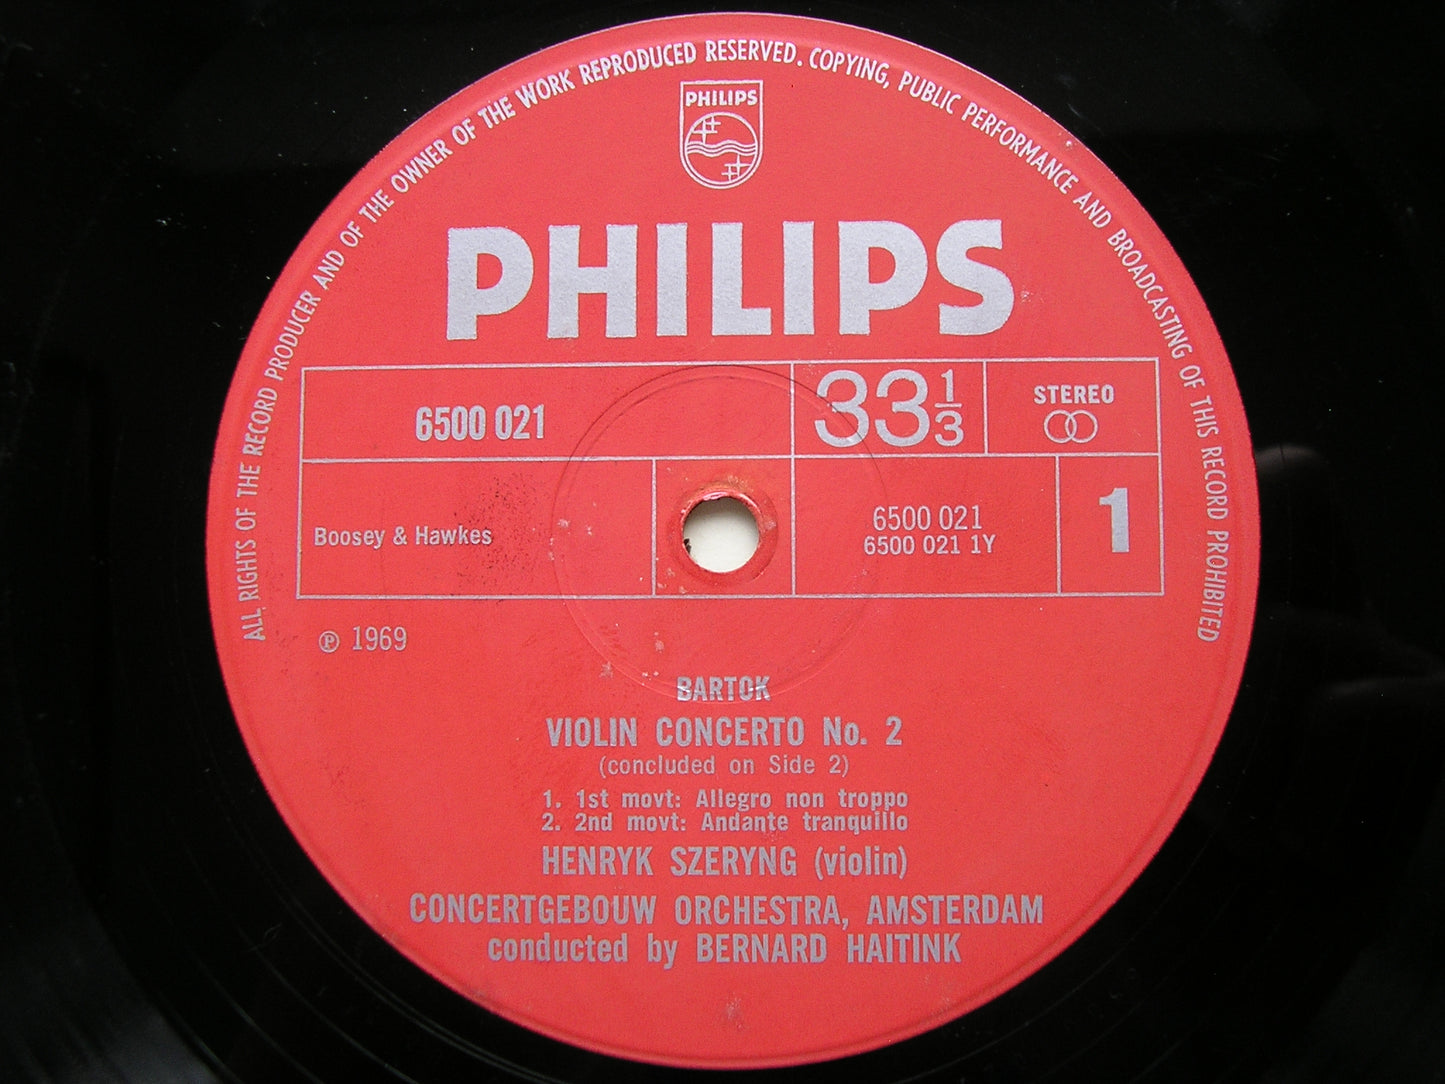 ALL RIGHTS OF THE RECORD PRODUCER AND OF THE OWNER OF THE WORK REPRODUCED RESERVED. COPYING, PUBLIC PERFORMANCE AND BROADCASTING OF THIS RECORD PROHIBITED
PHILIPS
PHILIPS
6500 021
33 1/3
STEREO
Boosey & Hawkes
6500 021
6500 021 1Y
1
℗ 1969
BARTOK
VIOLIN CONCERTO No. 2
(concluded on Side 2)
1. 1st movt: Allegro non troppo
2. 2nd movt: Andante tranquillo
HENRYK SZERYNG (violin)
CONCERTGEBOUW ORCHESTRA, AMSTERDAM
conducted by BERNARD HAITINK